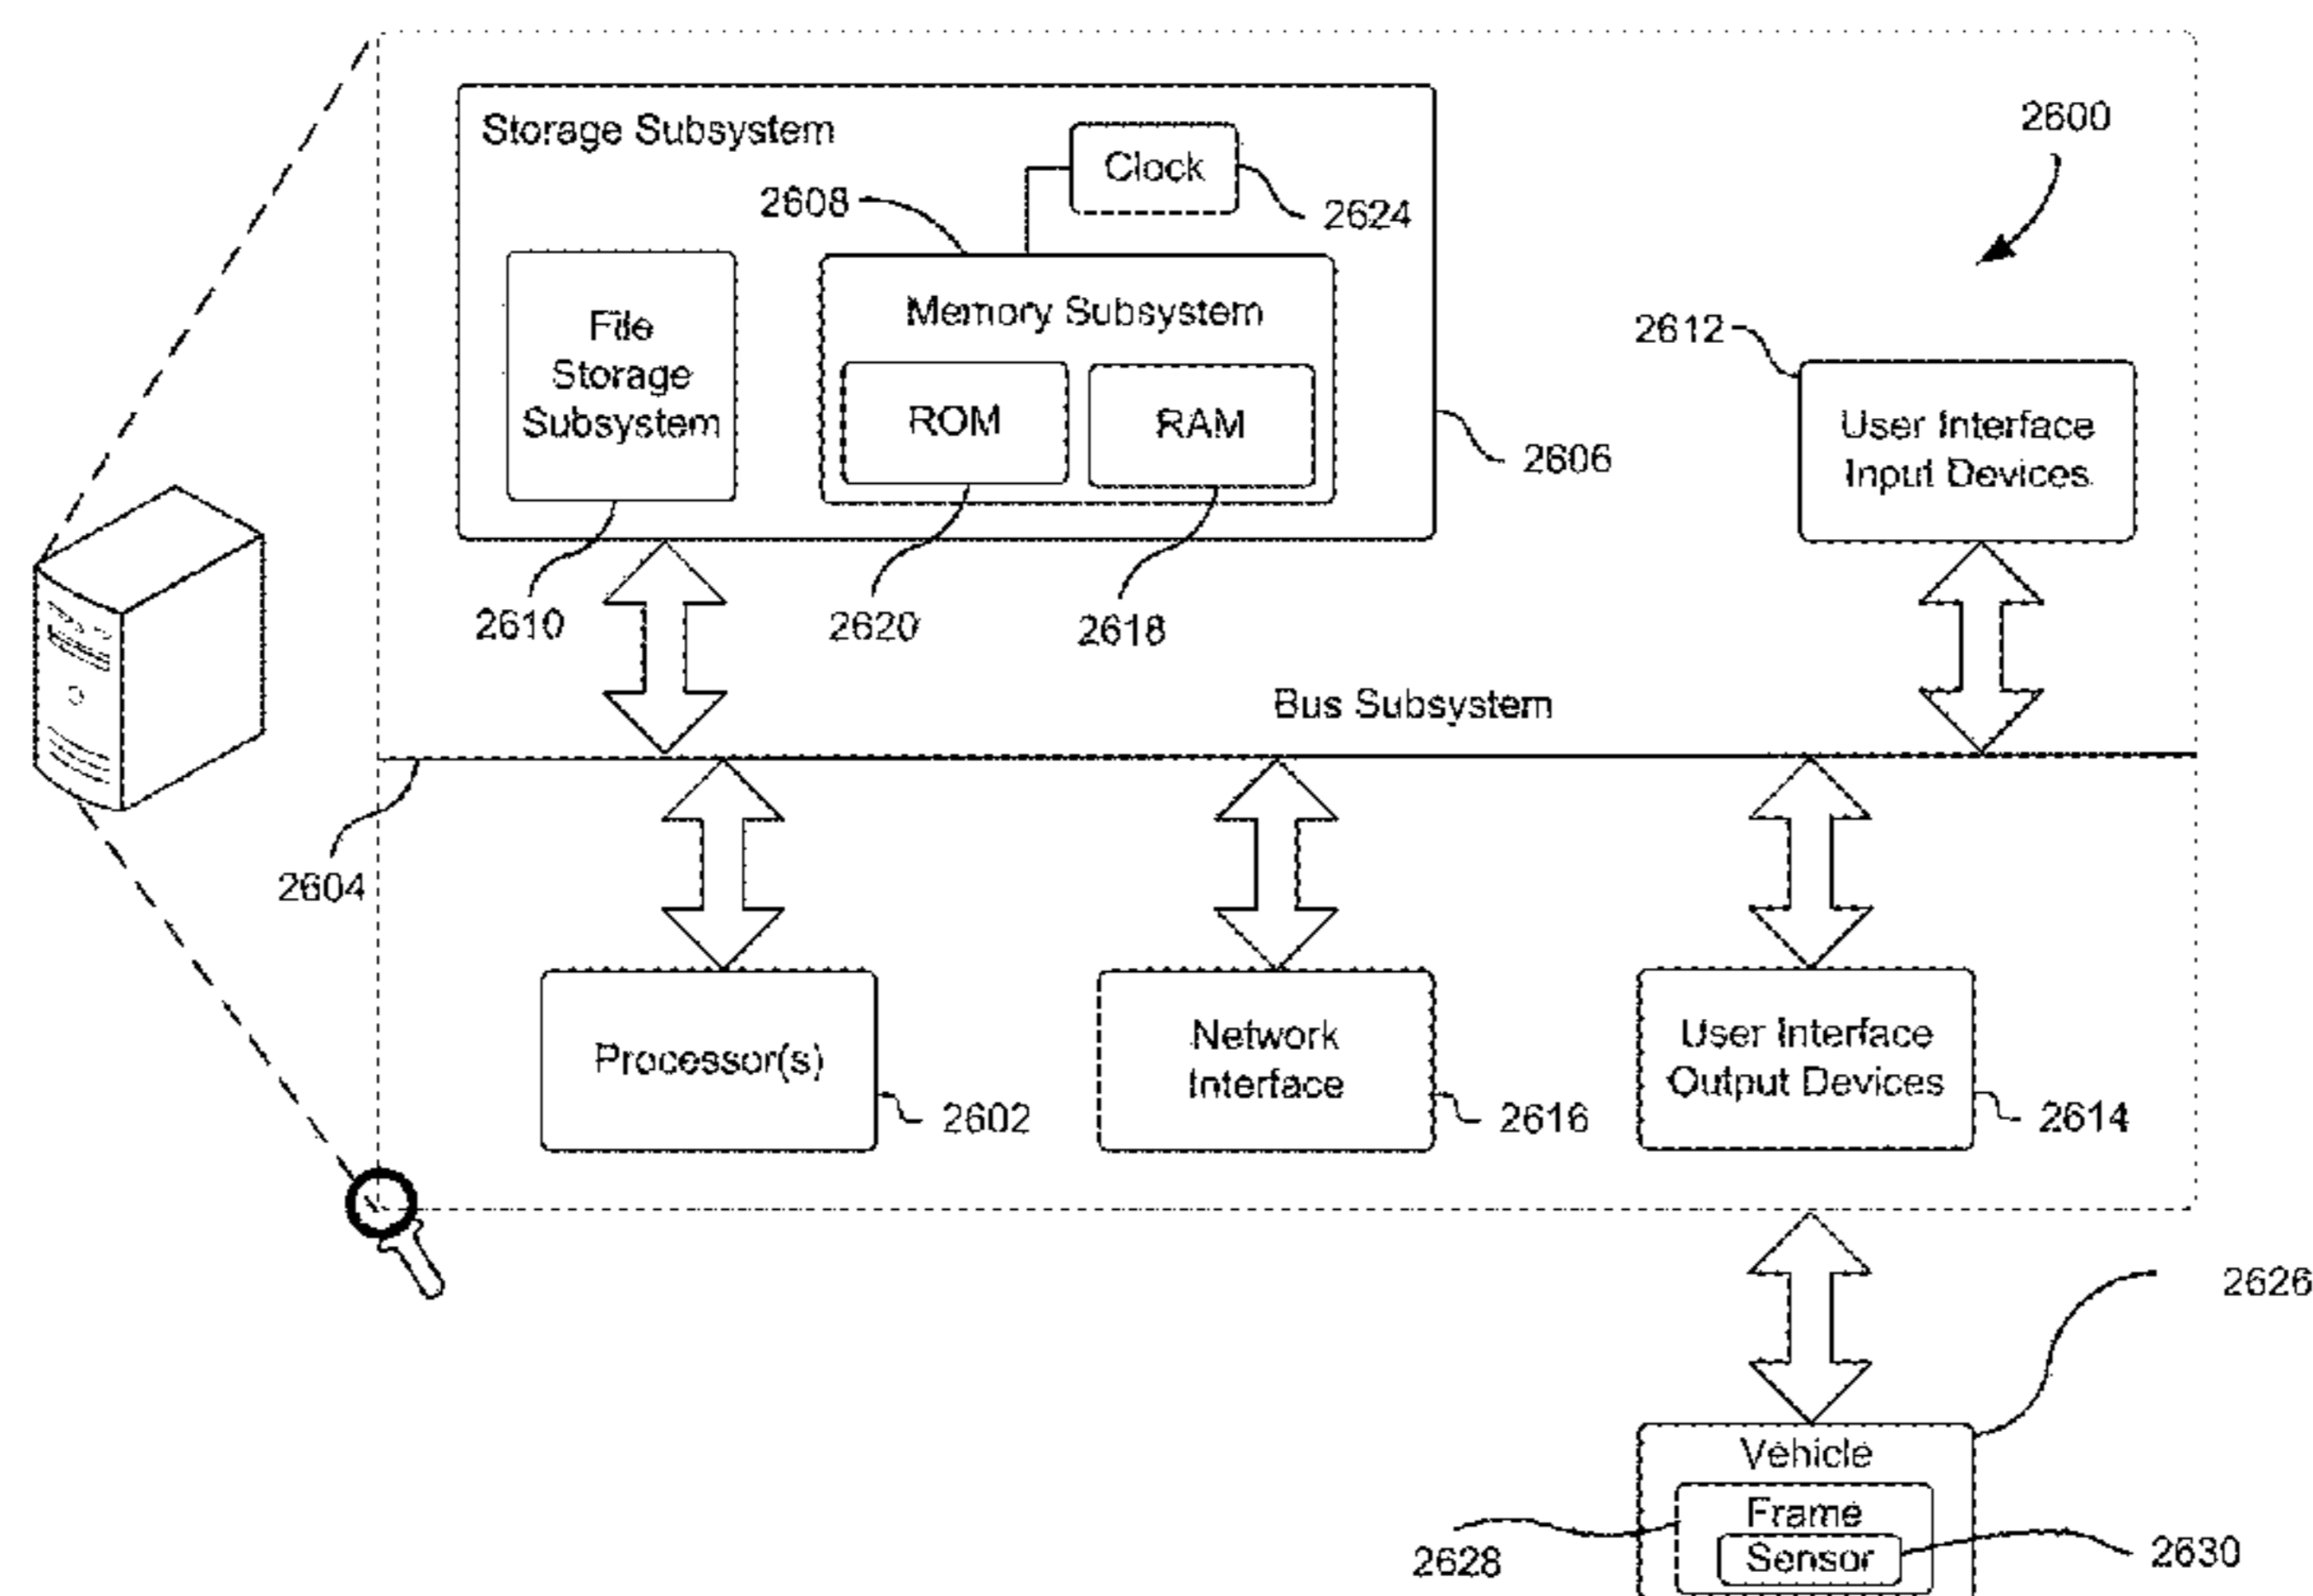 2600
Storage Subsystem
Clock
2624
2608
File
Storage
Subsystem
Memory Subsystem
ROM
RAM
2606
2612
User Interface
Input Devices
2610
2620
2618
Bus Subsystem
2604
Processor(s)
2602
Network
Interface
2616
User Interface
Output Devices
2614
2626
Vehicle
Frame
Sensor
2628
2630